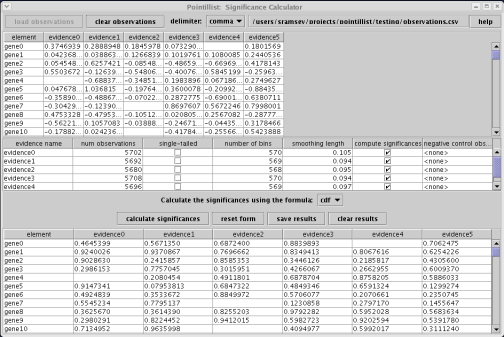 Pointillist: Significance Calculator
load observations clear observations delimiter: comma /users/sramsey/projects/pointillist/testing/observations.csv help
element evidence0 evidence1 evidence2 evidence3 evidence4 evidence5
gene0 0.3746939 0.2888948 0.1845978 0.073290... 0.1801569
gene1 0.042368... 0.038863... 0.1266839 0.1019761 0.1080085 0.2440536
gene2 0.054548... 0.6257421 -0.08548... -0.48659... -0.66969... 0.4178143
gene3 0.5503672 -0.12639... -0.54806... -0.40076... 0.5845199 -0.25963...
gene4 -0.68837... -0.34851... 0.1983896 0.067186... 0.2749627
gene5 0.047678... 1.036815 -0.19764... 0.3600078 -0.20992... -0.88435...
gene6 -0.35890... -0.48867... -0.07022... 0.2872775 -0.69001... 0.6380711
gene7 -0.30429... -0.12390... 0.8697607 0.5672246 0.7998001
gene8 0.4753328 -0.47953... -0.10512... 0.020805... 0.2567082 -0.28777...
gene9 -0.56221... 0.1057083 -0.03888... -0.24671... -0.04435... 0.3178466
gene10 -0.17882... 0.024236... -0.41784... -0.25566... 0.5423888
evidence name num observations single-tailed number of bins smoothing length compute significances negative control obs...
evidence0 5702 570 0.105 <none>
evidence1 5692 569 0.094 <none>
evidence2 5680 568 0.095 <none>
evidence3 5708 570 0.094 <none>
evidence4 5696 569 0.097 <none>
Calculate the significances using the formula: cdf
calculate significances reset form save results clear results
element evidence0 evidence1 evidence2 evidence3 evidence4 evidence5
gene0 0.4645399 0.5671350 0.6872400 0.8839893 0.7062475
gene1 0.9240026 0.9370867 0.7696662 0.8349413 0.8067616 0.6254226
gene2 0.9028630 0.2415857 0.8585353 0.3446126 0.2185817 0.4305600
gene3 0.2986153 0.7757045 0.3015951 0.4266067 0.2662955 0.6009370
gene4 0.2080454 0.4911801 0.6878704 0.8758205 0.5886033
gene5 0.9147341 0.07953813 0.6847322 0.4849346 0.6591324 0.1299274
gene6 0.4924839 0.3533672 0.8849972 0.5706077 0.2070661 0.2350745
gene7 0.5545234 0.7795137 0.1230858 0.2797170 0.1455647
gene8 0.3625670 0.3614390 0.8255203 0.9792282 0.5952028 0.5683634
gene9 0.2980291 0.8224452 0.9412015 0.5982723 0.9202594 0.5391780
gene10 0.7134952 0.9635998 0.4094977 0.5992017 0.3111240